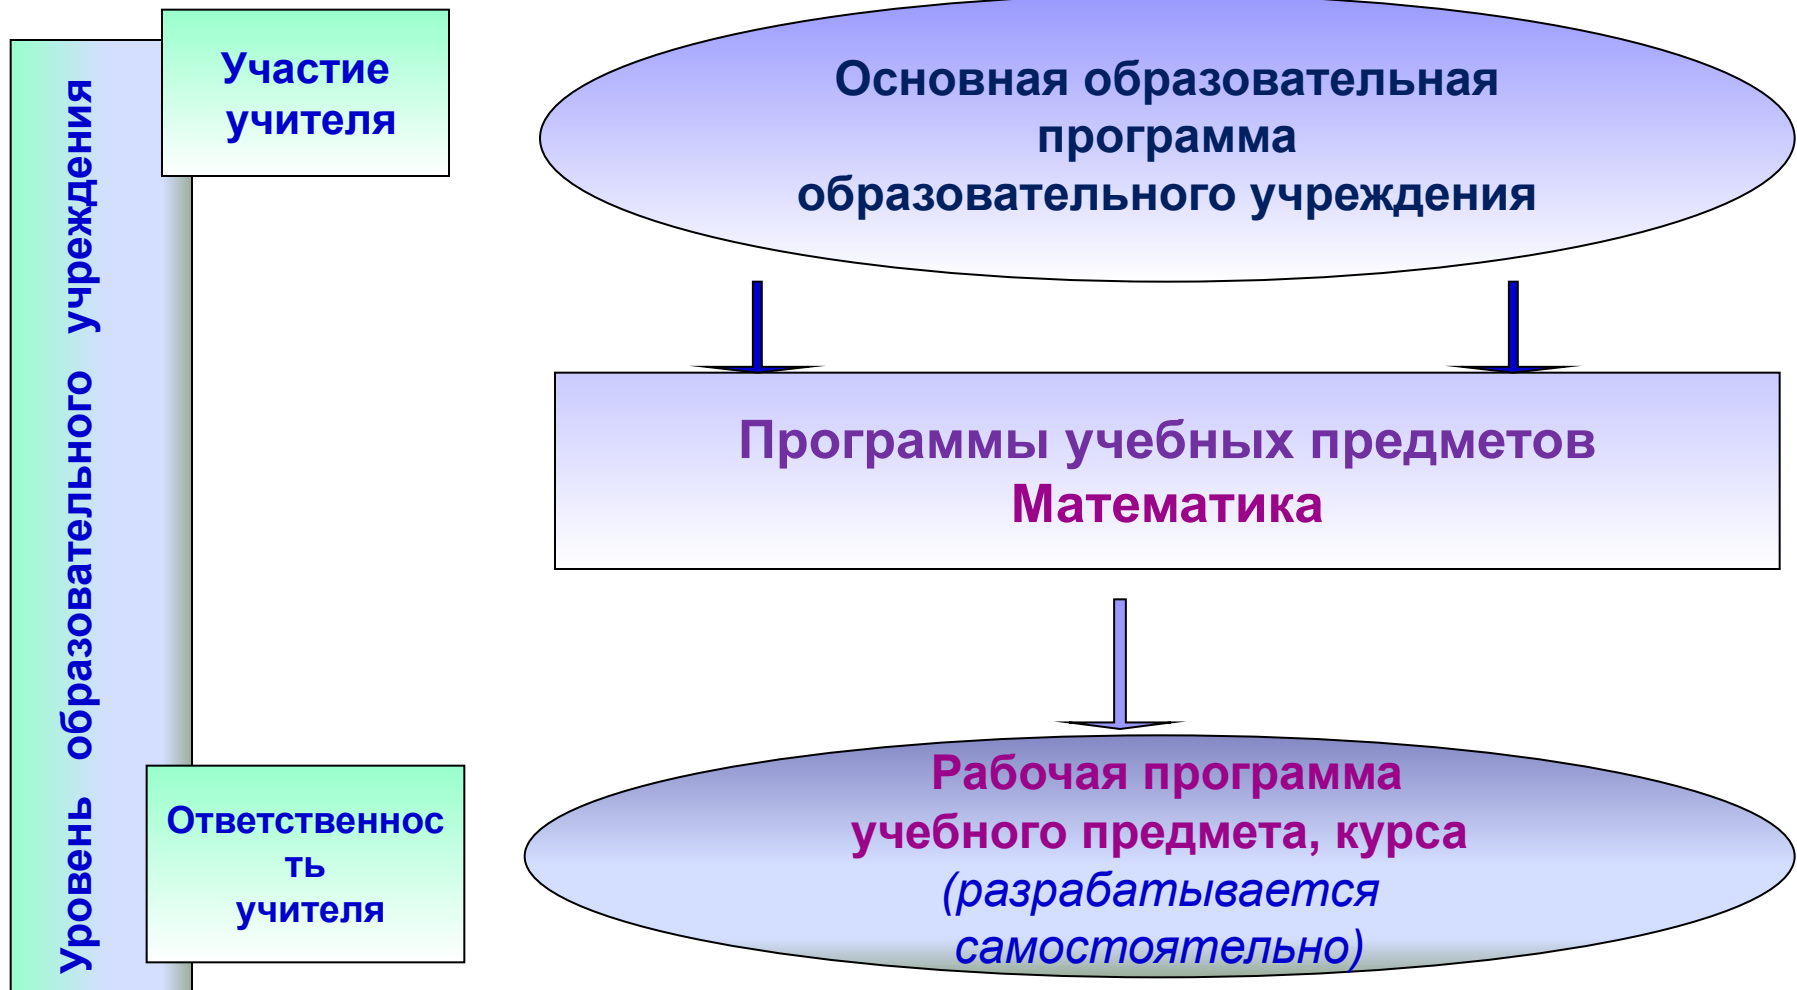 Уровень образовательного учреждения
Участие
учителя
Основная образовательная
программа
образовательного учреждения
Программы учебных предметов
Математика
Ответственнос
ть
учителя
Рабочая программа
учебного предмета, курса
(разрабатывается
самостоятельно)